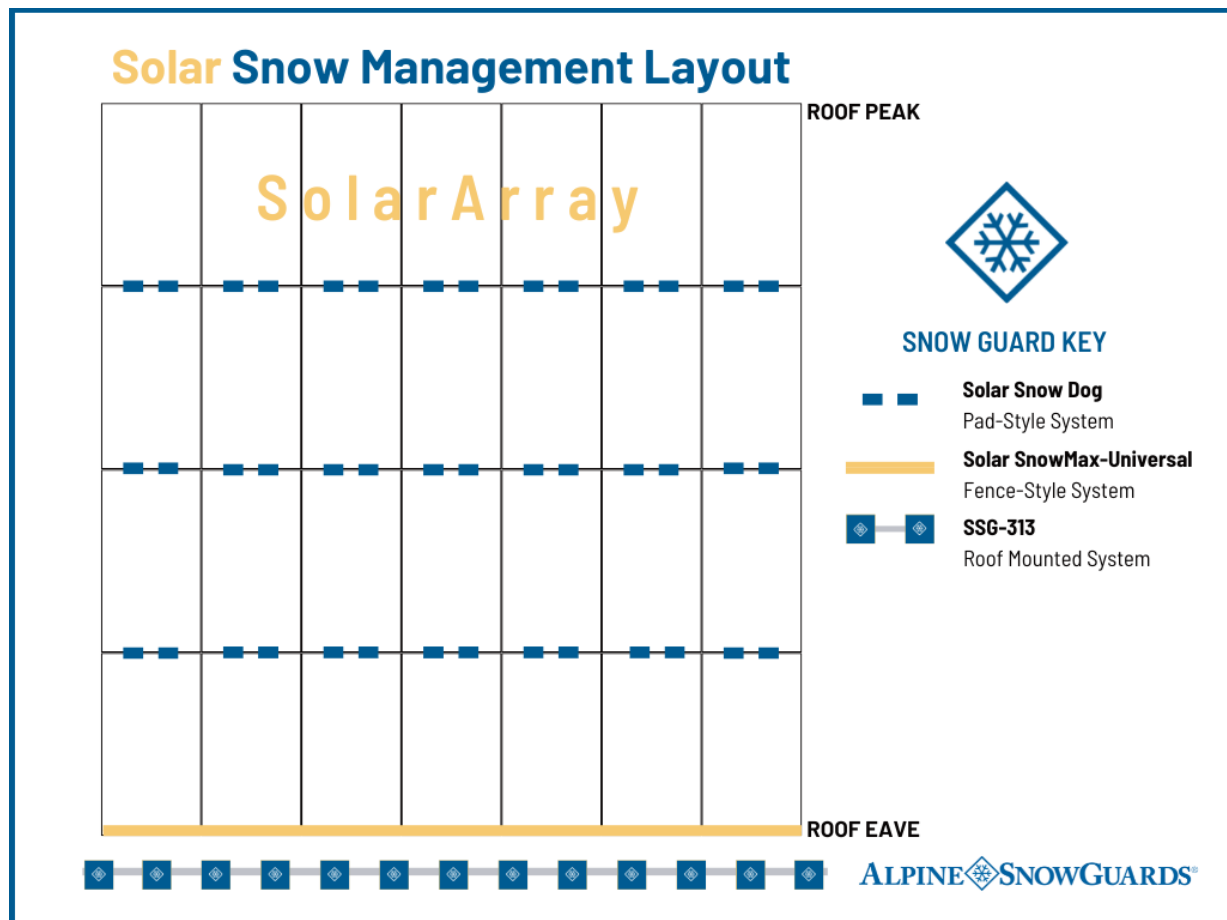 Solar Snow Management Layout
ROOF PEAK
SolarArray
SNOW GUARD KEY
Solar Snow Dog
Pad-Style System
Solar SnowMax-Universal
Fence-Style System
SSG-313
Roof Mounted System
ROOF EAVE
ALPINE SNOWGUARDS®